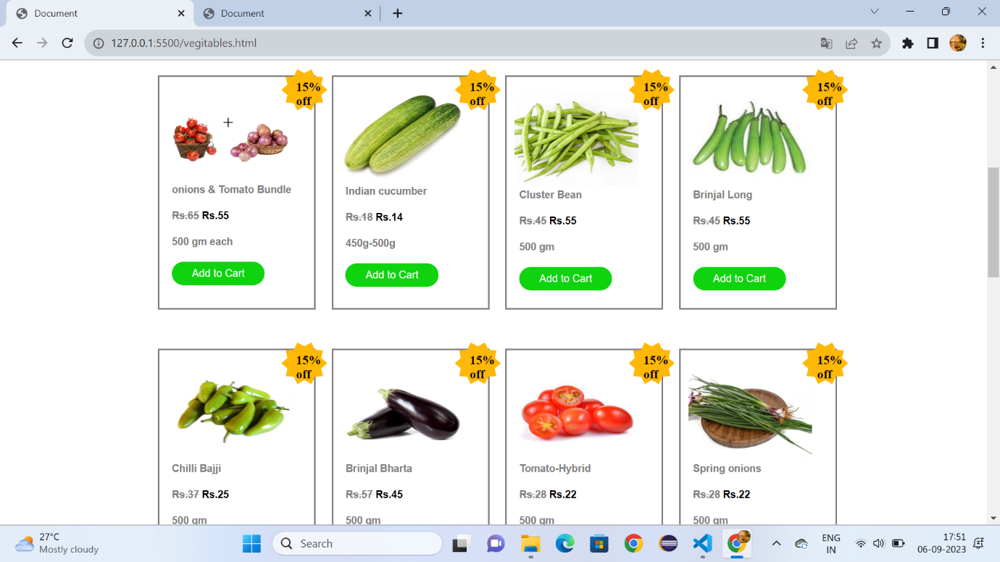 Document
Document
127.0.0.1:5500/vegitables.html
15%
off
15%
off
15%
off
15%
off
+
onions & Tomato Bundle
Rs.65 Rs.55
500 gm each
Add to Cart
Indian cucumber
Rs.18 Rs.14
450g-500g
Add to Cart
Cluster Bean
Rs.45 Rs.55
500 gm
Add to Cart
Brinjal Long
Rs.45 Rs.55
500 gm
Add to Cart
15%
off
15%
off
15%
off
15%
off
Chilli Bajji
Rs.37 Rs.25
500 gm
Brinjal Bharta
Rs.57 Rs.45
500 gm
Tomato-Hybrid
Rs.28 Rs.22
500 gm
Spring onions
Rs.28 Rs.22
500 gm
27°C
Mostly cloudy
Search
ENG
IN
17:51
06-09-2023